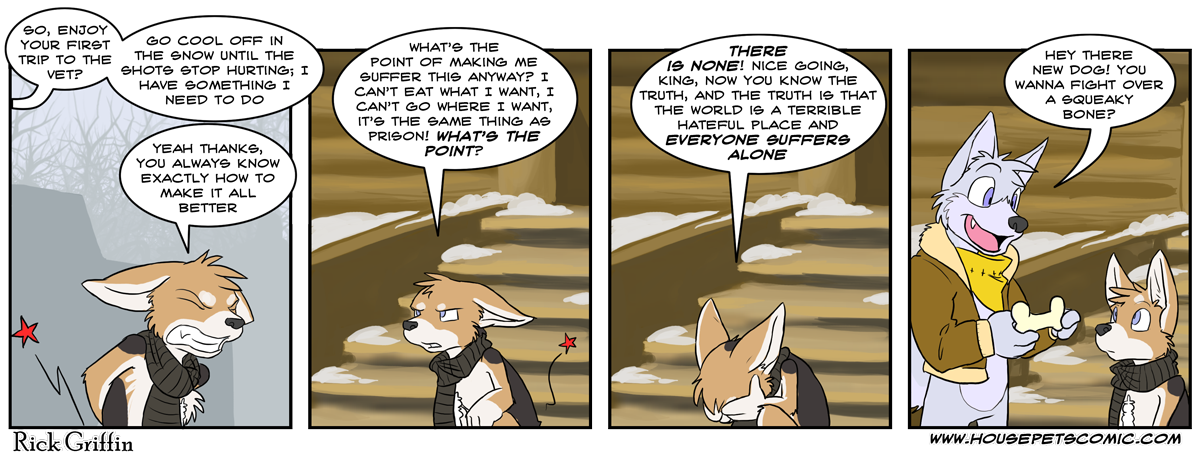 SO, ENJOY
YOUR FIRST
TRIP TO THE
VET?
GO COOL OFF IN
THE SNOW UNTIL THE
SHOTS STOP HURTING; I
HAVE SOMETHING I
NEED TO DO
YEAH THANKS,
YOU ALWAYS KNOW
EXACTLY HOW TO
MAKE IT ALL
BETTER
WHAT'S THE
POINT OF MAKING ME
SUFFER THIS ANYWAY? I
CAN'T EAT WHAT I WANT, I
CAN'T GO WHERE I WANT,
IT'S THE SAME THING AS
PRISON! WHAT'S THE
POINT?
THERE
IS NONE! NICE GOING,
KING, NOW YOU KNOW THE
TRUTH, AND THE TRUTH IS THAT
THE WORLD IS A TERRIBLE
HATEFUL PLACE AND
EVERYONE SUFFERS
ALONE
HEY THERE
NEW DOG! YOU
WANNA FIGHT OVER
A SQUEAKY
BONE?
Rick Griffin
WWW.HOUSEPETSCOMIC.COM